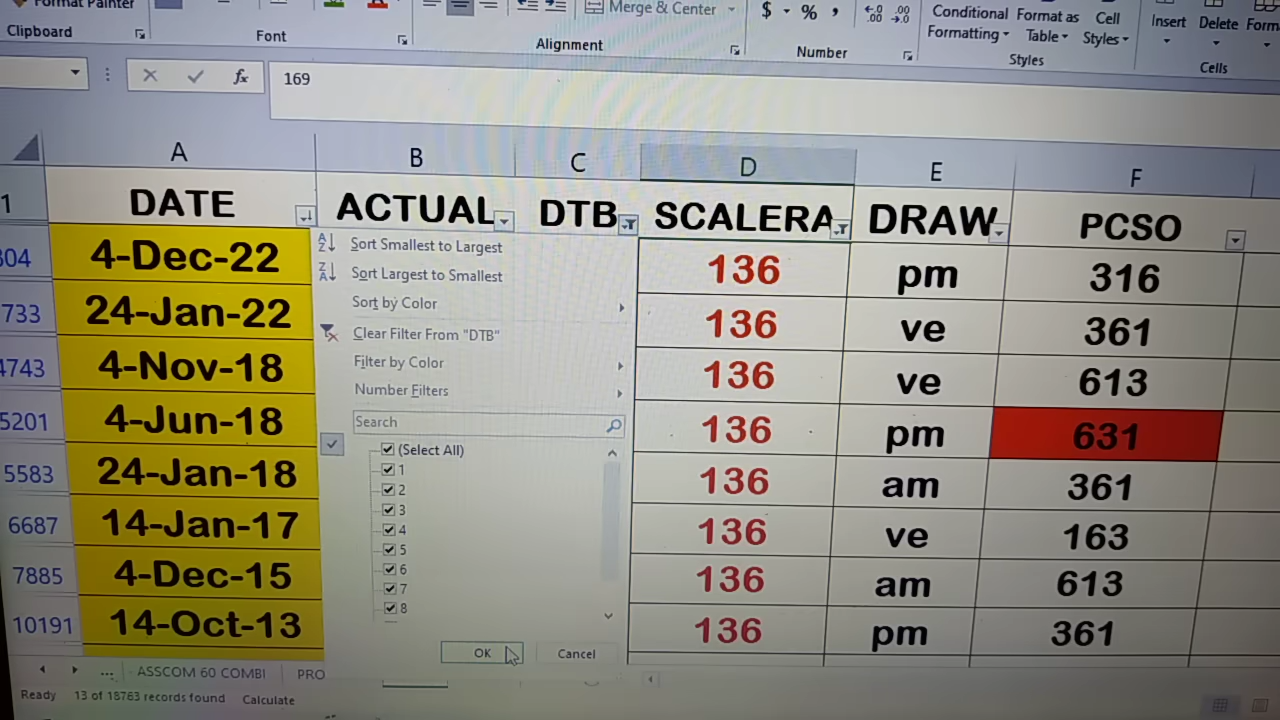 Format Painter
Merge & Center
$ % ,
Conditional Formatting
Format as Table
Cell Styles
Insert
Delete
Clipboard
Font
Alignment
Number
Styles
Cells
fx
169
A B C D E F
1 DATE ACTUAL DTB SCALERA DRAW PCSO
304 4-Dec-22 136 pm 316
733 24-Jan-22 136 ve 361
4743 4-Nov-18 136 ve 613
5201 4-Jun-18 136 pm 631
5583 24-Jan-18 136 am 361
6687 14-Jan-17 136 ve 163
7885 4-Dec-15 136 am 613
10191 14-Oct-13 136 pm 361
Sort Smallest to Largest
Sort Largest to Smallest
Sort by Color
Clear Filter From "DTB"
Filter by Color
Number Filters
Search
(Select All)
1
2
3
4
5
6
7
8
OK Cancel
... ASSCOM 60 COMBI PRO
Ready 13 of 18763 records found Calculate